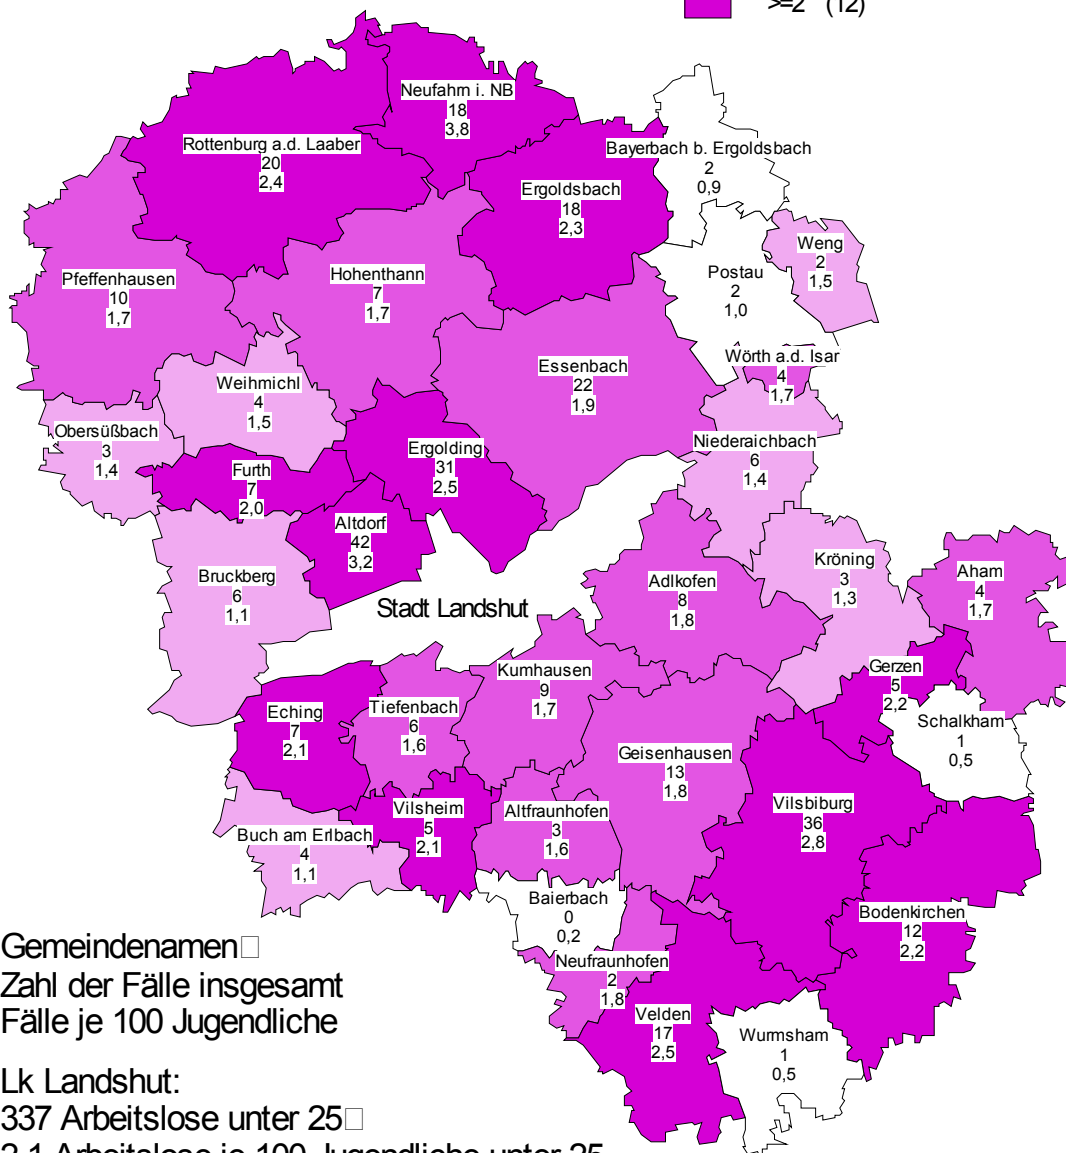 >=2 (12)
Neufahrn i. NB
18
3,8
Rottenburg a.d. Laaber
20
2,4
Bayerbach b. Ergoldsbach
2
0,9
Ergoldsbach
18
2,3
Weng
2
1,5
Postau
2
1,0
Pfeffenhausen
10
1,7
Hohenthann
7
1,7
Wörth a.d. Isar
4
1,7
Essenbach
22
1,9
Weihmichl
4
1,5
Obersüßbach
3
1,4
Niederaichbach
6
1,4
Ergolding
31
2,5
Furth
7
2,0
Altdorf
42
3,2
Kröning
3
1,3
Aham
4
1,7
Bruckberg
6
1,1
Adlkofen
8
1,8
Stadt Landshut
Gerzen
5
2,2
Kumhausen
9
1,7
Tiefenbach
6
1,6
Eching
7
2,1
Schalkham
1
0,5
Geisenhausen
13
1,8
Vilsbiburg
36
2,8
Vilsheim
5
2,1
Altfraunhofen
3
1,6
Buch am Erlbach
4
1,1
Baierbach
0
0,2
Bodenkirchen
12
2,2
Neufraunhofen
2
1,8
Velden
17
2,5
Wurmsham
1
0,5
Gemeindenamen
Zahl der Fälle insgesamt
Fälle je 100 Jugendliche
Lk Landshut:
337 Arbeitslose unter 25
2,1 Arbeitslose je 100 Jugendliche unter 25